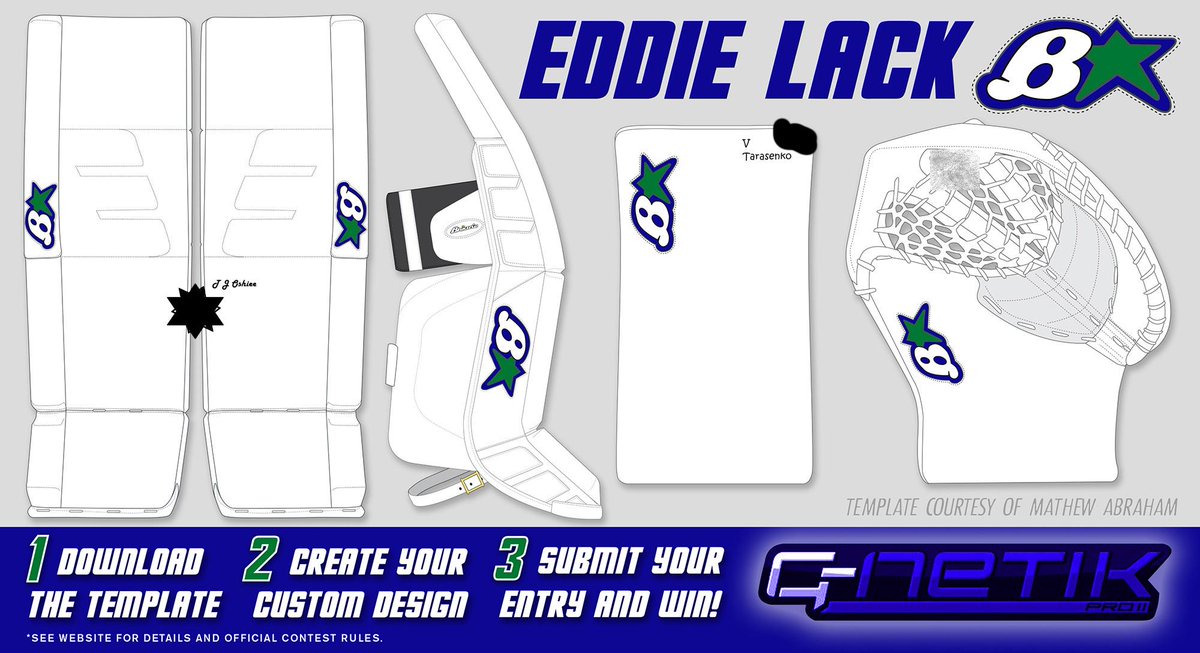 EDDIE LACK
B
V
Tarasenko
B
B
B
B
B
T J Oshiee
TEMPLATE COURTESY OF MATHEW ABRAHAM
1 DOWNLOAD
THE TEMPLATE
2 CREATE YOUR
CUSTOM DESIGN
3 SUBMIT YOUR
ENTRY AND WIN!
G-NETIK
PRO II
*SEE WEBSITE FOR DETAILS AND OFFICIAL CONTEST RULES.